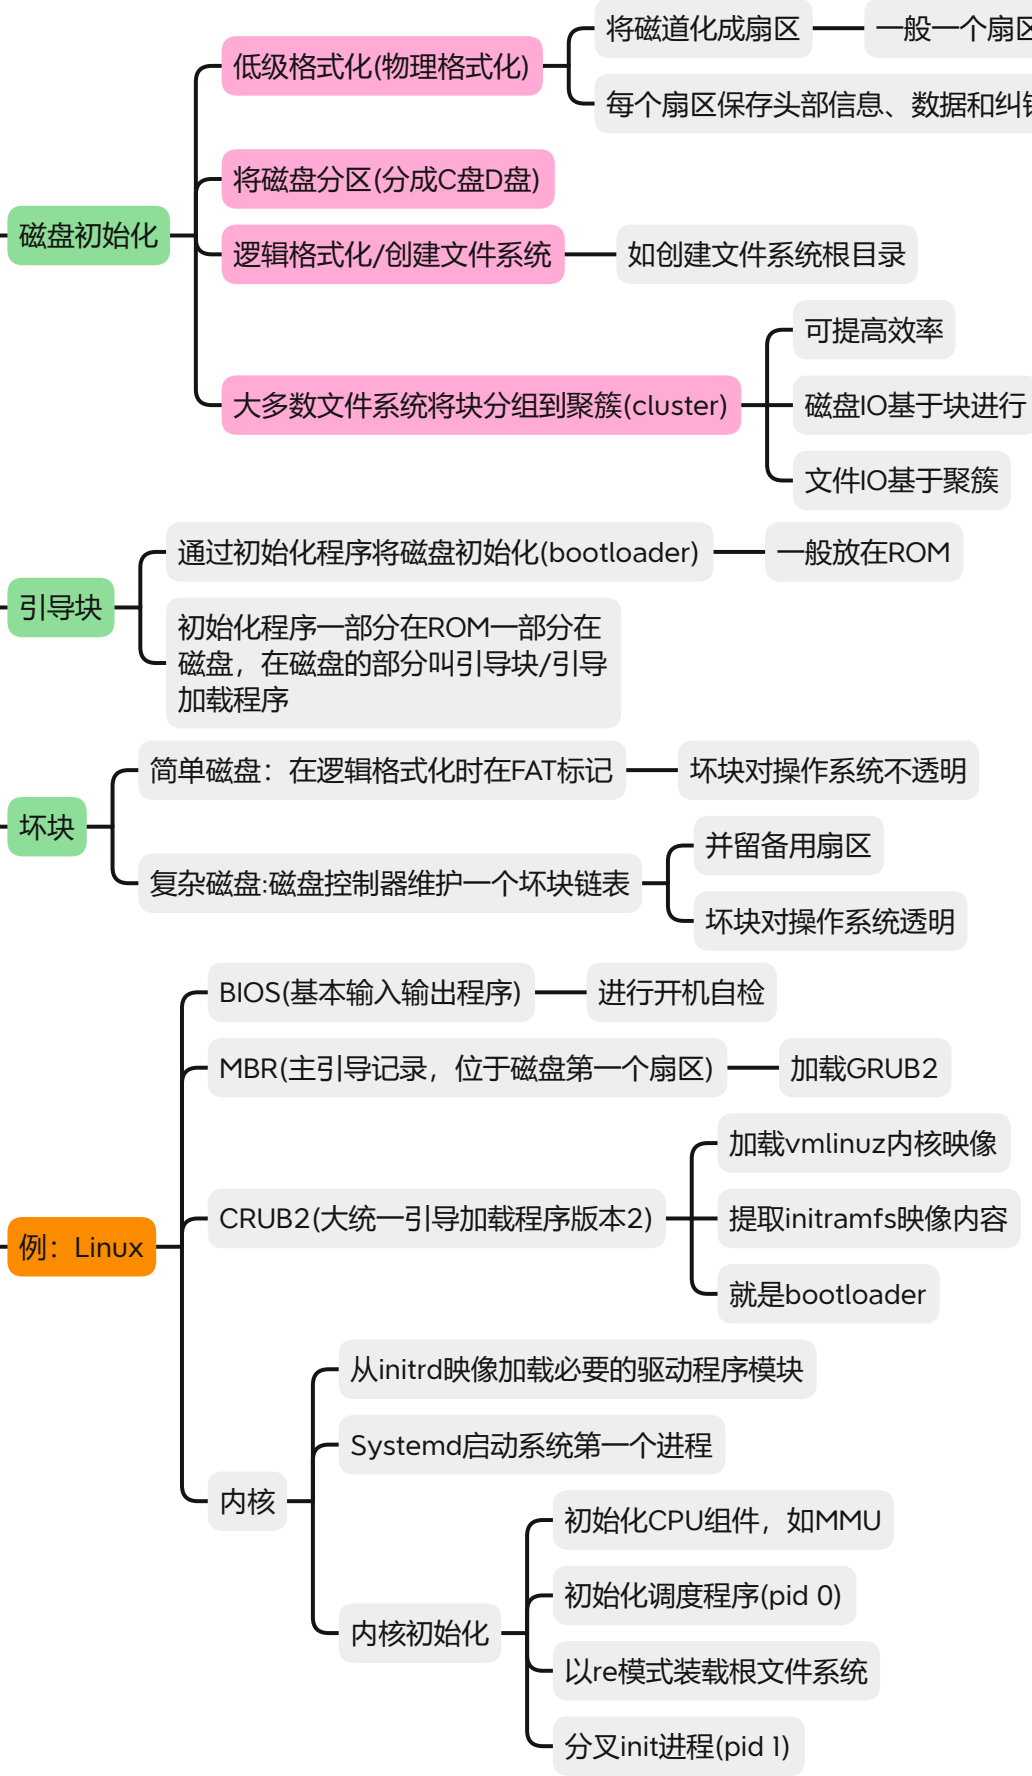 磁盘初始化
低级格式化(物理格式化)
将磁道化成扇区
一般一个扇区
每个扇区保存头部信息、数据和纠
将磁盘分区(分成C盘D盘)
逻辑格式化/创建文件系统
如创建文件系统根目录
大多数文件系统将块分组到聚簇(cluster)
可提高效率
磁盘IO基于块进行
文件IO基于聚簇
引导块
通过初始化程序将磁盘初始化(bootloader)
一般放在ROM
初始化程序一部分在ROM一部分在
磁盘，在磁盘的部分叫引导块/引导
加载程序
坏块
简单磁盘：在逻辑格式化时在FAT标记
坏块对操作系统不透明
复杂磁盘:磁盘控制器维护一个坏块链表
并留备用扇区
坏块对操作系统透明
例：Linux
BIOS(基本输入输出程序)
进行开机自检
MBR(主引导记录，位于磁盘第一个扇区)
加载GRUB2
CRUB2(大统一引导加载程序版本2)
加载vmlinuz内核映像
提取initramfs映像内容
就是bootloader
内核
从initrd映像加载必要的驱动程序模块
Systemd启动系统第一个进程
内核初始化
初始化CPU组件，如MMU
初始化调度程序(pid 0)
以re模式装载根文件系统
分叉init进程(pid 1)